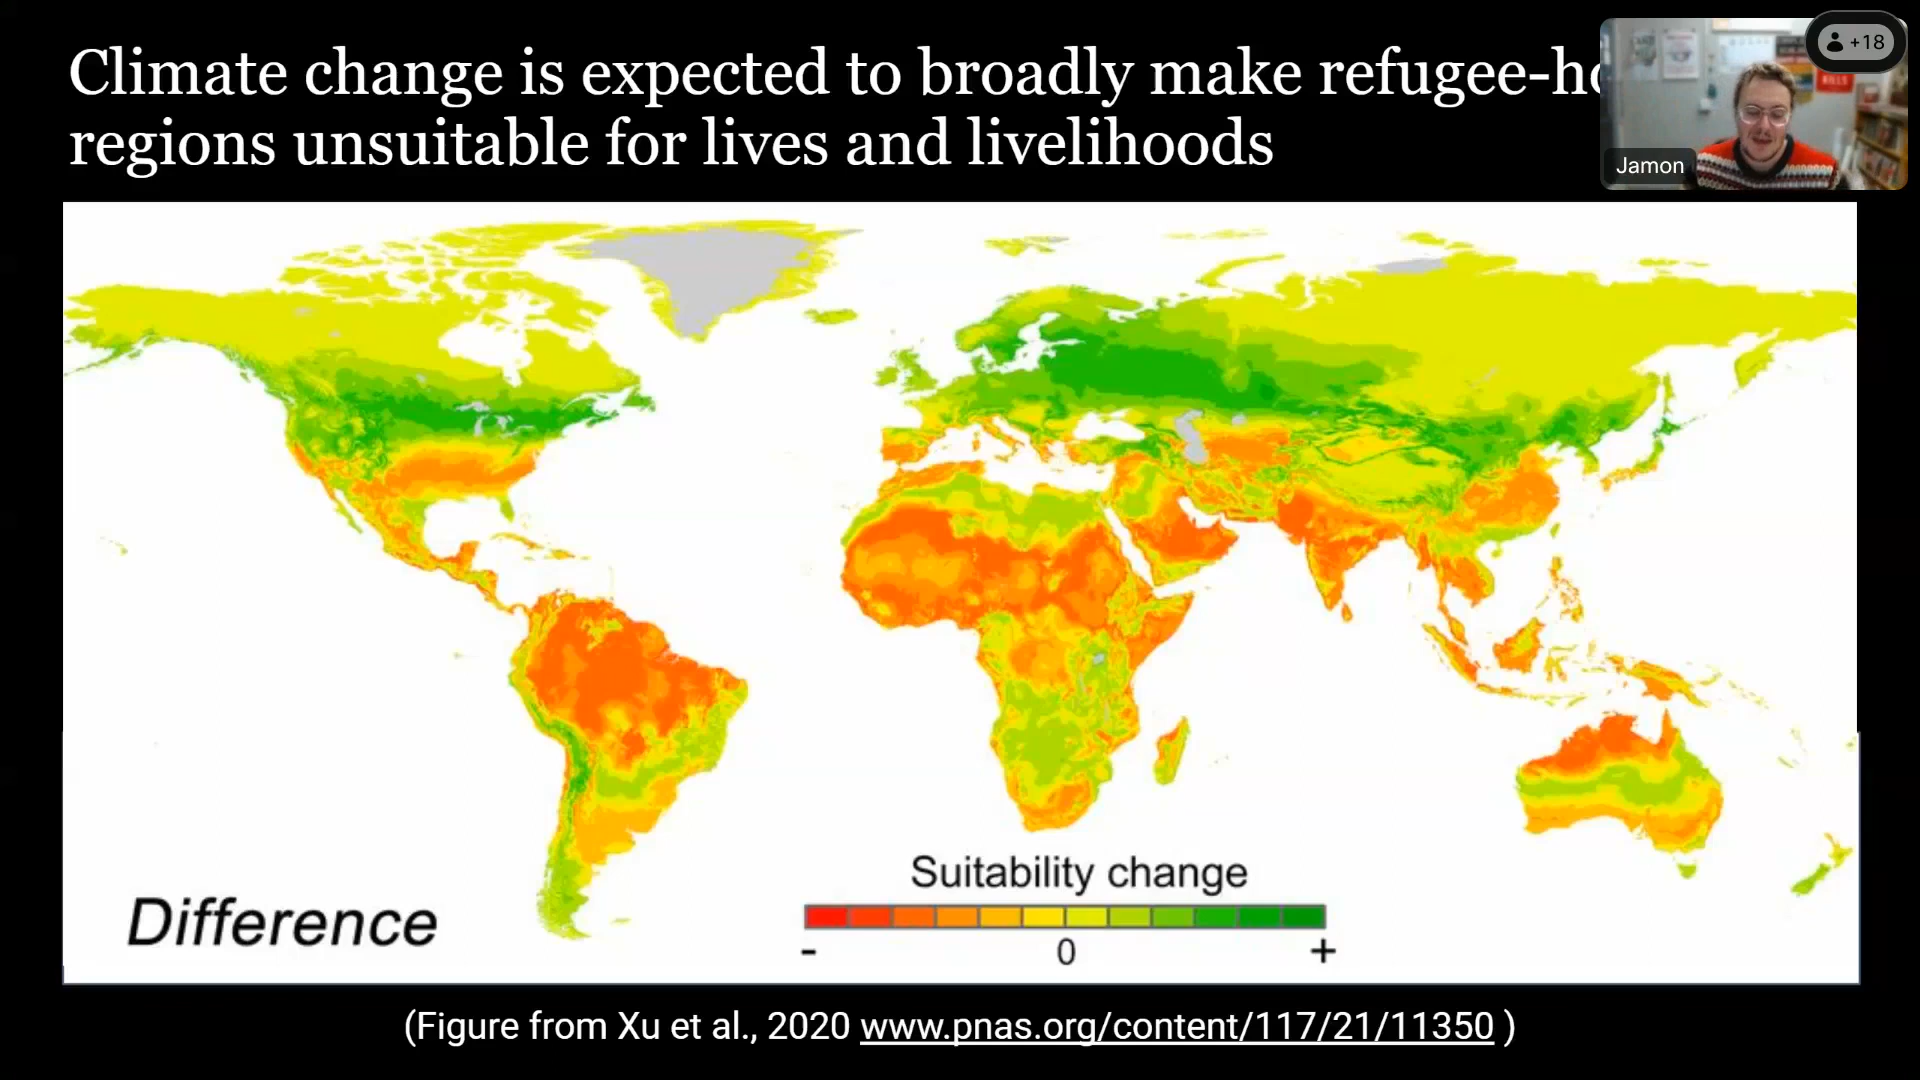 Climate change is expected to broadly make refugee-ho
regions unsuitable for lives and livelihoods
+18
KILLS
Jamon
Suitability change
Difference
- 0 +
(Figure from Xu et al., 2020 www.pnas.org/content/117/21/11350 )